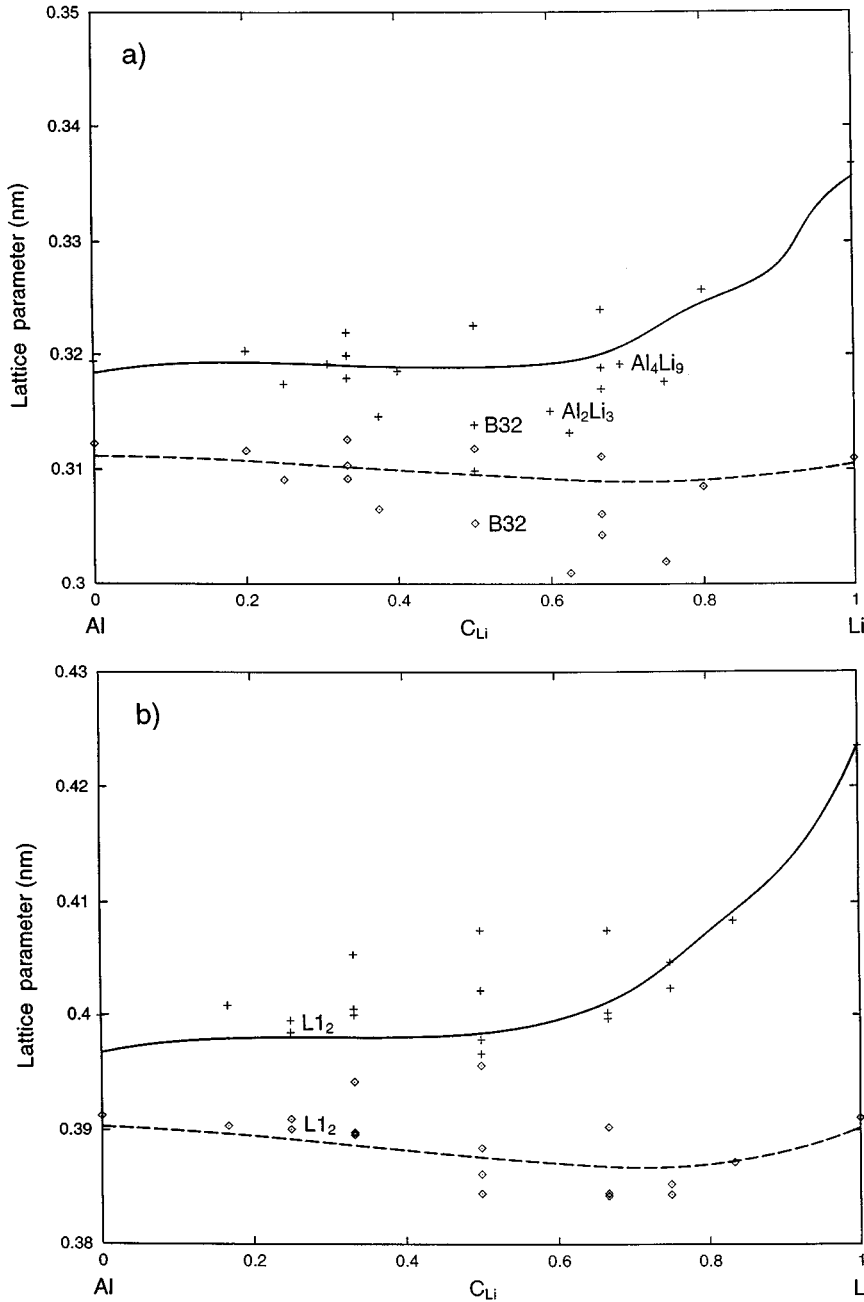 0.35
a)
0.34
0.33
0.32
0.31
0.3
Lattice parameter (nm)
Al₄Li₉
Al₂Li₃
B32
B32
0 0.2 0.4 0.6 0.8 1
Al C_Li Li
0.43
b)
0.42
0.41
0.4
0.39
0.38
Lattice parameter (nm)
L1₂
L1₂
0 0.2 0.4 0.6 0.8 1
Al C_Li L